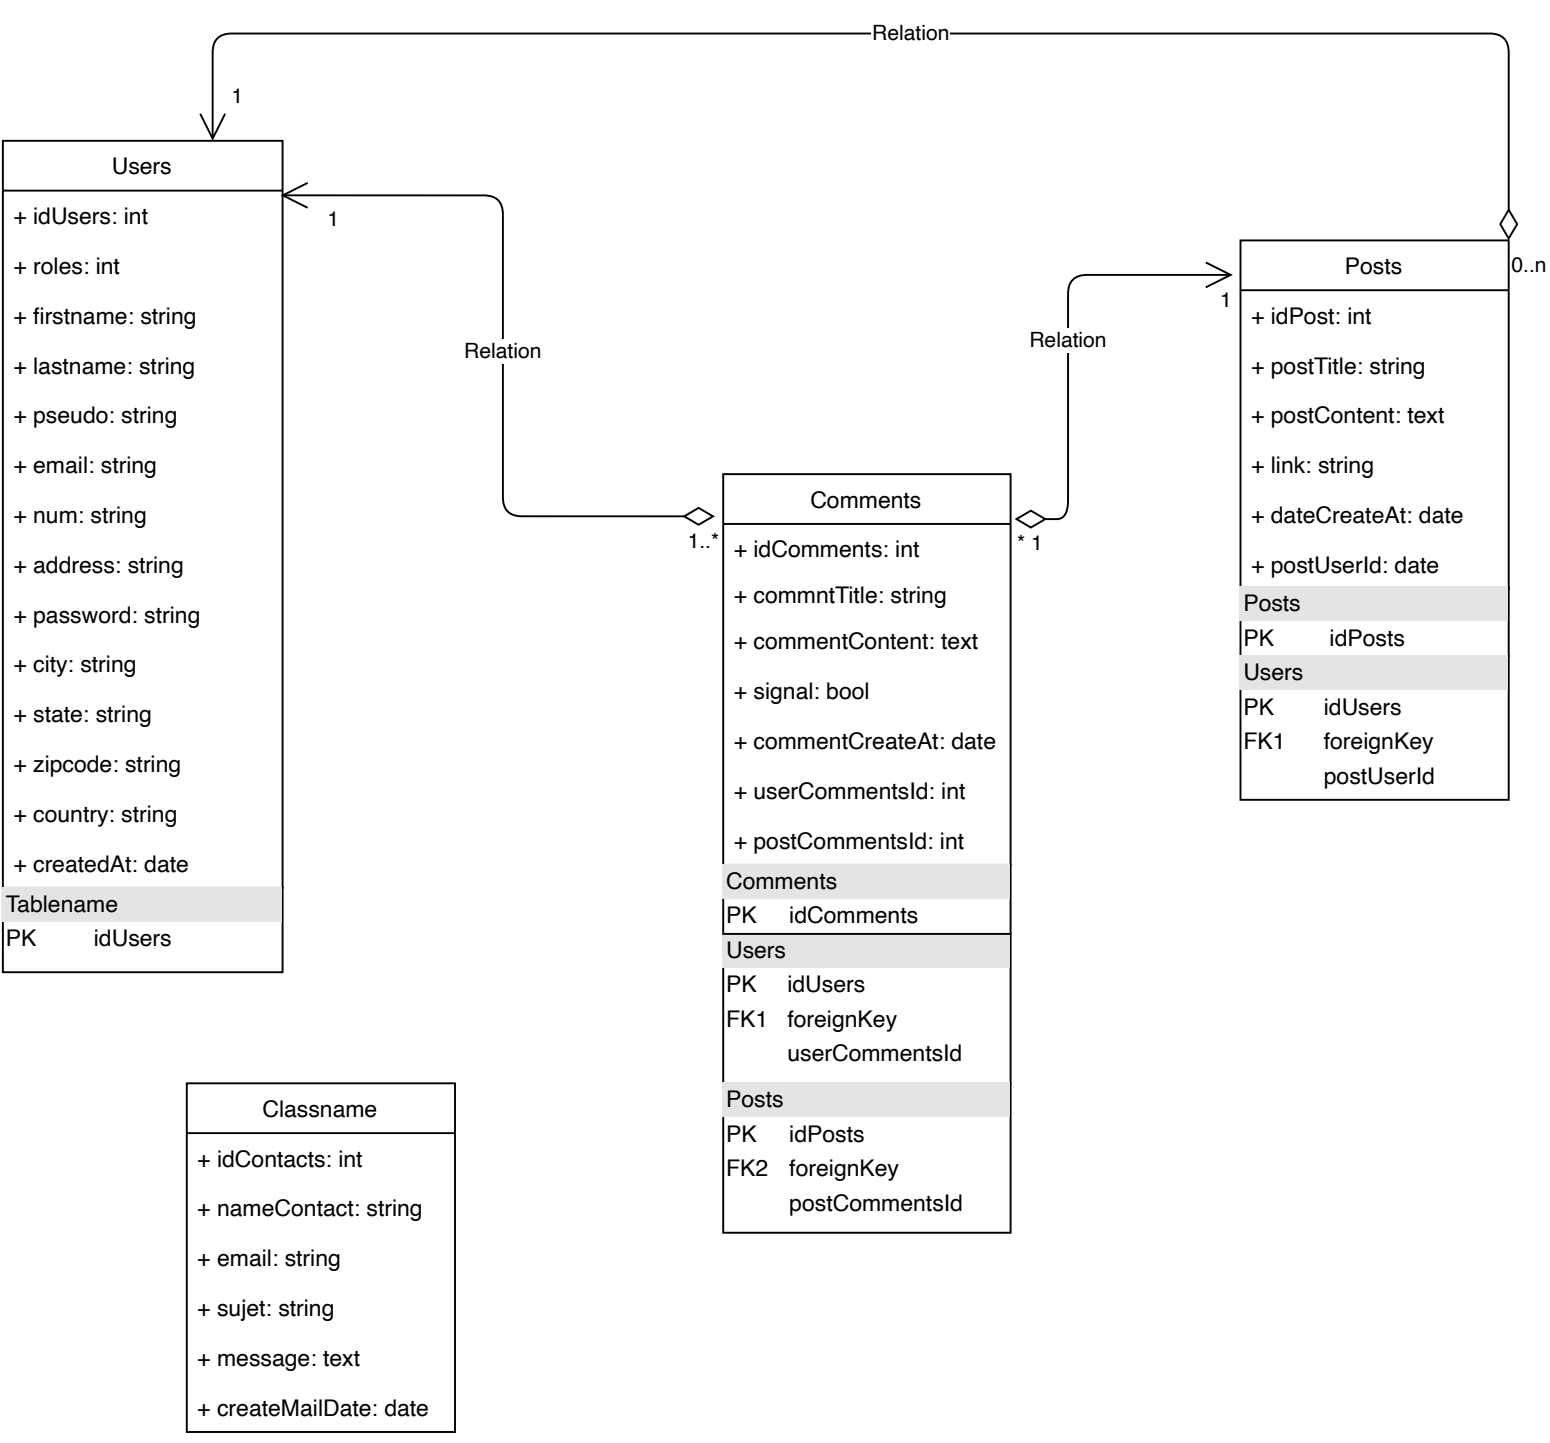 Relation
1
Users
+ idUsers: int
+ roles: int
+ firstname: string
+ lastname: string
+ pseudo: string
+ email: string
+ num: string
+ address: string
+ password: string
+ city: string
+ state: string
+ zipcode: string
+ country: string
+ createdAt: date
Tablename
PK idUsers
1
Relation
1..*
Comments
+ idComments: int
+ commntTitle: string
+ commentContent: text
+ signal: bool
+ commentCreateAt: date
+ userCommentsId: int
+ postCommentsId: int
Comments
PK idComments
Users
PK idUsers
FK1 foreignKey
userCommentsId
Posts
PK idPosts
FK2 foreignKey
postCommentsId
* 1
Relation
1
0..n
Posts
+ idPost: int
+ postTitle: string
+ postContent: text
+ link: string
+ dateCreateAt: date
+ postUserId: date
Posts
PK idPosts
Users
PK idUsers
FK1 foreignKey
postUserId
Classname
+ idContacts: int
+ nameContact: string
+ email: string
+ sujet: string
+ message: text
+ createMailDate: date